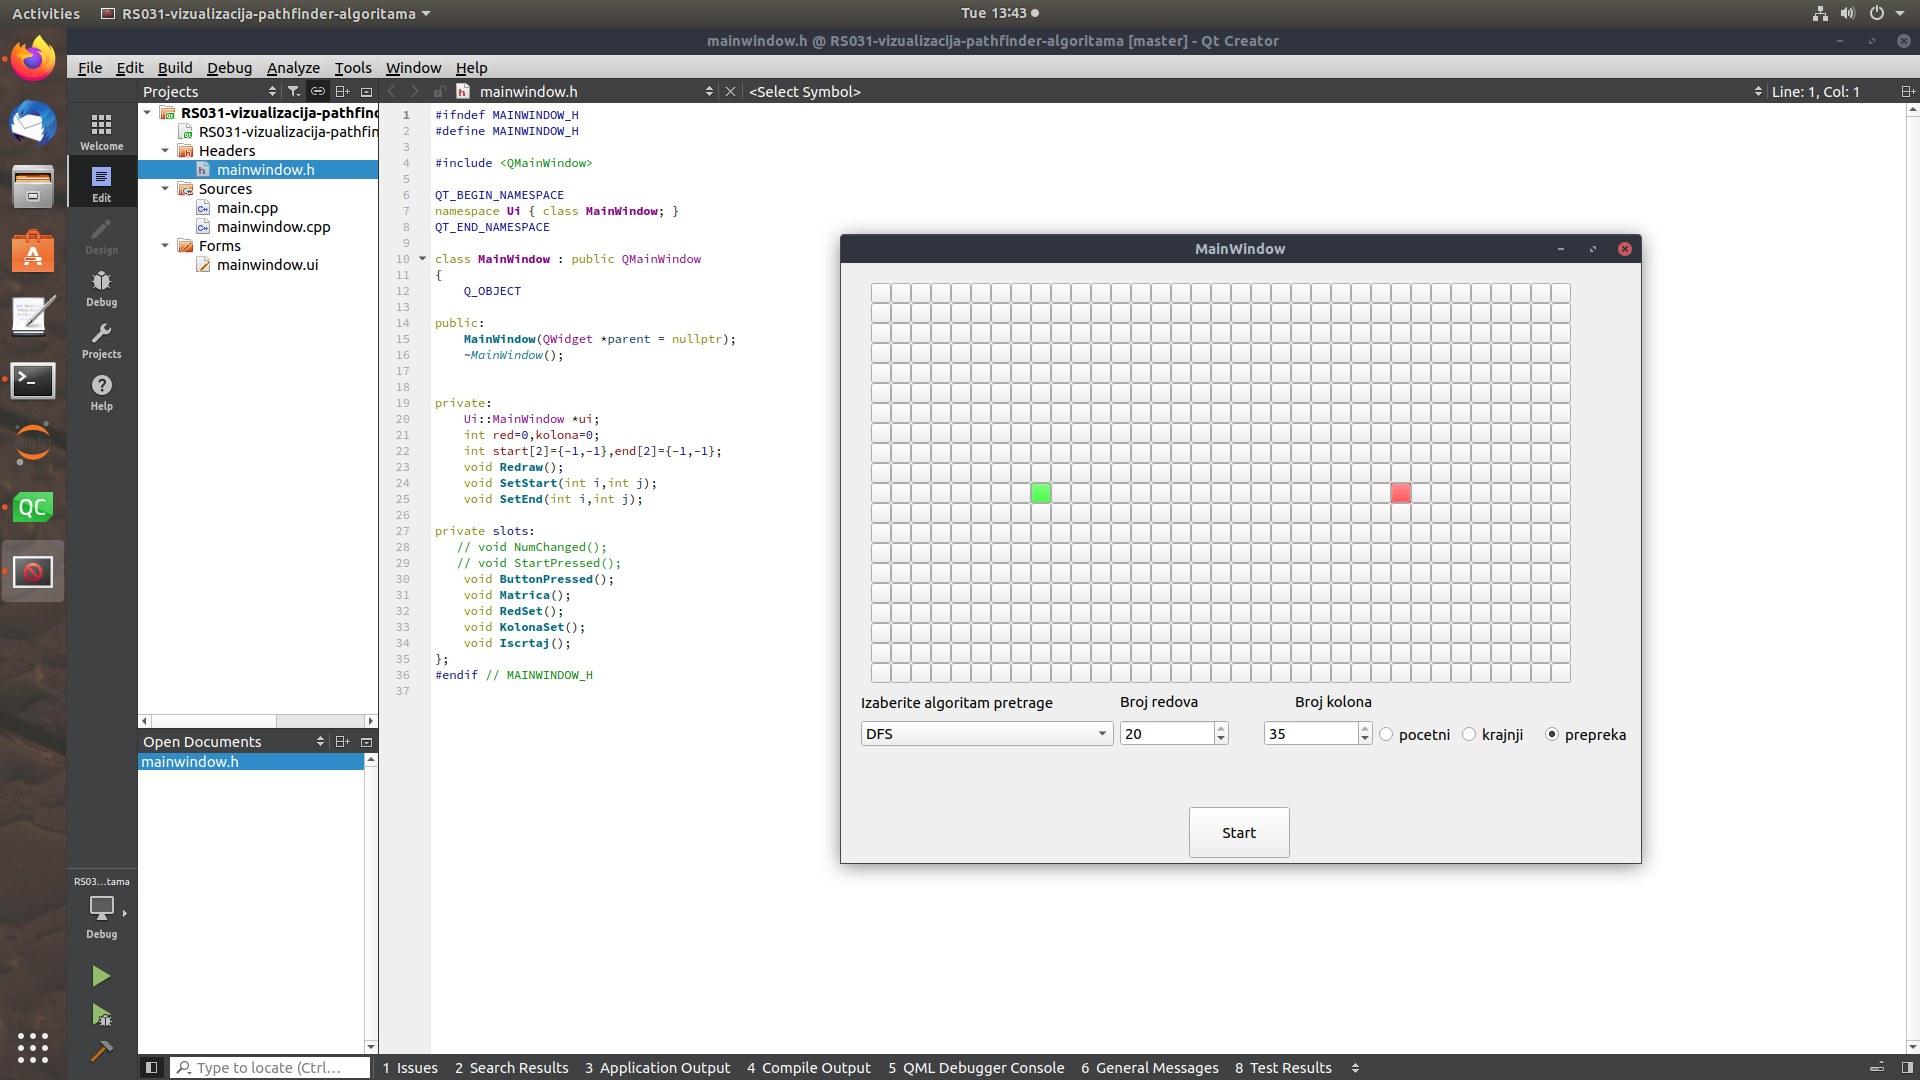 Activities RS031-vizualizacija-pathfinder-algoritama Tue 13:43
mainwindow.h @ RS031-vizualizacija-pathfinder-algoritama [master] - Qt Creator
File Edit Build Debug Analyze Tools Window Help
Projects mainwindow.h <Select Symbol> Line: 1, Col: 1
Welcome
Edit
Design
Debug
Projects
Help
RS03...tama
Debug
RS031-vizualizacija-pathfind
RS031-vizualizacija-pathfin
Headers
mainwindow.h
Sources
main.cpp
mainwindow.cpp
Forms
mainwindow.ui
Open Documents
mainwindow.h
1 #ifndef MAINWINDOW_H
2 #define MAINWINDOW_H
3
4 #include <QMainWindow>
5
6 QT_BEGIN_NAMESPACE
7 namespace Ui { class MainWindow; }
8 QT_END_NAMESPACE
9
10 class MainWindow : public QMainWindow
11 {
12 Q_OBJECT
13
14 public:
15 MainWindow(QWidget *parent = nullptr);
16 ~MainWindow();
17
18
19 private:
20 Ui::MainWindow *ui;
21 int red=0,kolona=0;
22 int start[2]={-1,-1},end[2]={-1,-1};
23 void Redraw();
24 void SetStart(int i,int j);
25 void SetEnd(int i,int j);
26
27 private slots:
28 // void NumChanged();
29 // void StartPressed();
30 void ButtonPressed();
31 void Matrica();
32 void RedSet();
33 void KolonaSet();
34 void Iscrtaj();
35 };
36 #endif // MAINWINDOW_H
37
MainWindow
Izaberite algoritam pretrage Broj redova Broj kolona
DFS 20 35 pocetni krajnji prepreka
Start
Type to locate (Ctrl... 1 Issues 2 Search Results 3 Application Output 4 Compile Output 5 QML Debugger Console 6 General Messages 8 Test Results
jupyter
QC